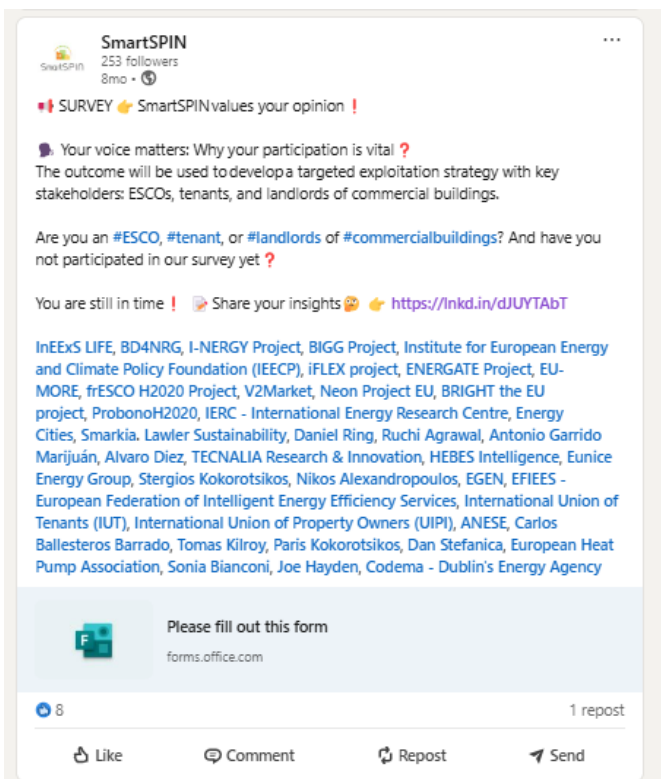 SmartSPIN
SmartSPIN
253 followers
8mo •
SURVEY 👉 SmartSPINvalues your opinion ❗
🗣 Your voice matters: Why your participation is vital ❓
The outcome will be used to develop a targeted exploitation strategy with key
stakeholders: ESCOs, tenants, and landlords of commercial buildings.
Are you an #ESCO, #tenant, or #landlords of #commercialbuildings? And have you
not participated in our survey yet ❓
You are still in time ❗ 📝 Share your insights🤔 👉 https://lnkd.in/dJUYTAbT
InEExS LIFE, BD4NRG, I-NERGY Project, BIGG Project, Institute for European Energy
and Climate Policy Foundation (IEECP), iFLEX project, ENERGATE Project, EU-
MORE, frESCO H2020 Project, V2Market, Neon Project EU, BRIGHT the EU
project, ProbonoH2020, IERC - International Energy Research Centre, Energy
Cities, Smarkia. Lawler Sustainability, Daniel Ring, Ruchi Agrawal, Antonio Garrido
Marijuán, Alvaro Diez, TECNALIA Research & Innovation, HEBES Intelligence, Eunice
Energy Group, Stergios Kokorotsikos, Nikos Alexandropoulos, EGEN, EFIEES -
European Federation of Intelligent Energy Efficiency Services, International Union of
Tenants (IUT), International Union of Property Owners (UIPI), ANESE, Carlos
Ballesteros Barrado, Tomas Kilroy, Paris Kokorotsikos, Dan Stefanica, European Heat
Pump Association, Sonia Bianconi, Joe Hayden, Codema - Dublin's Energy Agency
F
Please fill out this form
forms.office.com
8
1 repost
Like Comment Repost Send